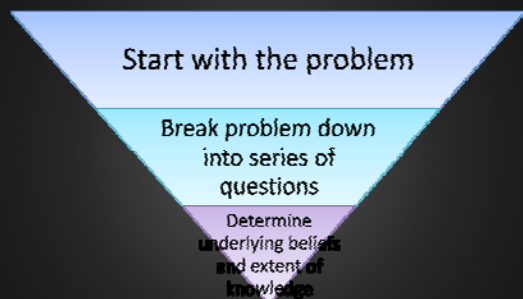 Start with the problem
Break problem down
into series of
questions
Determine
underlying beliefs
and extent of
knowledge